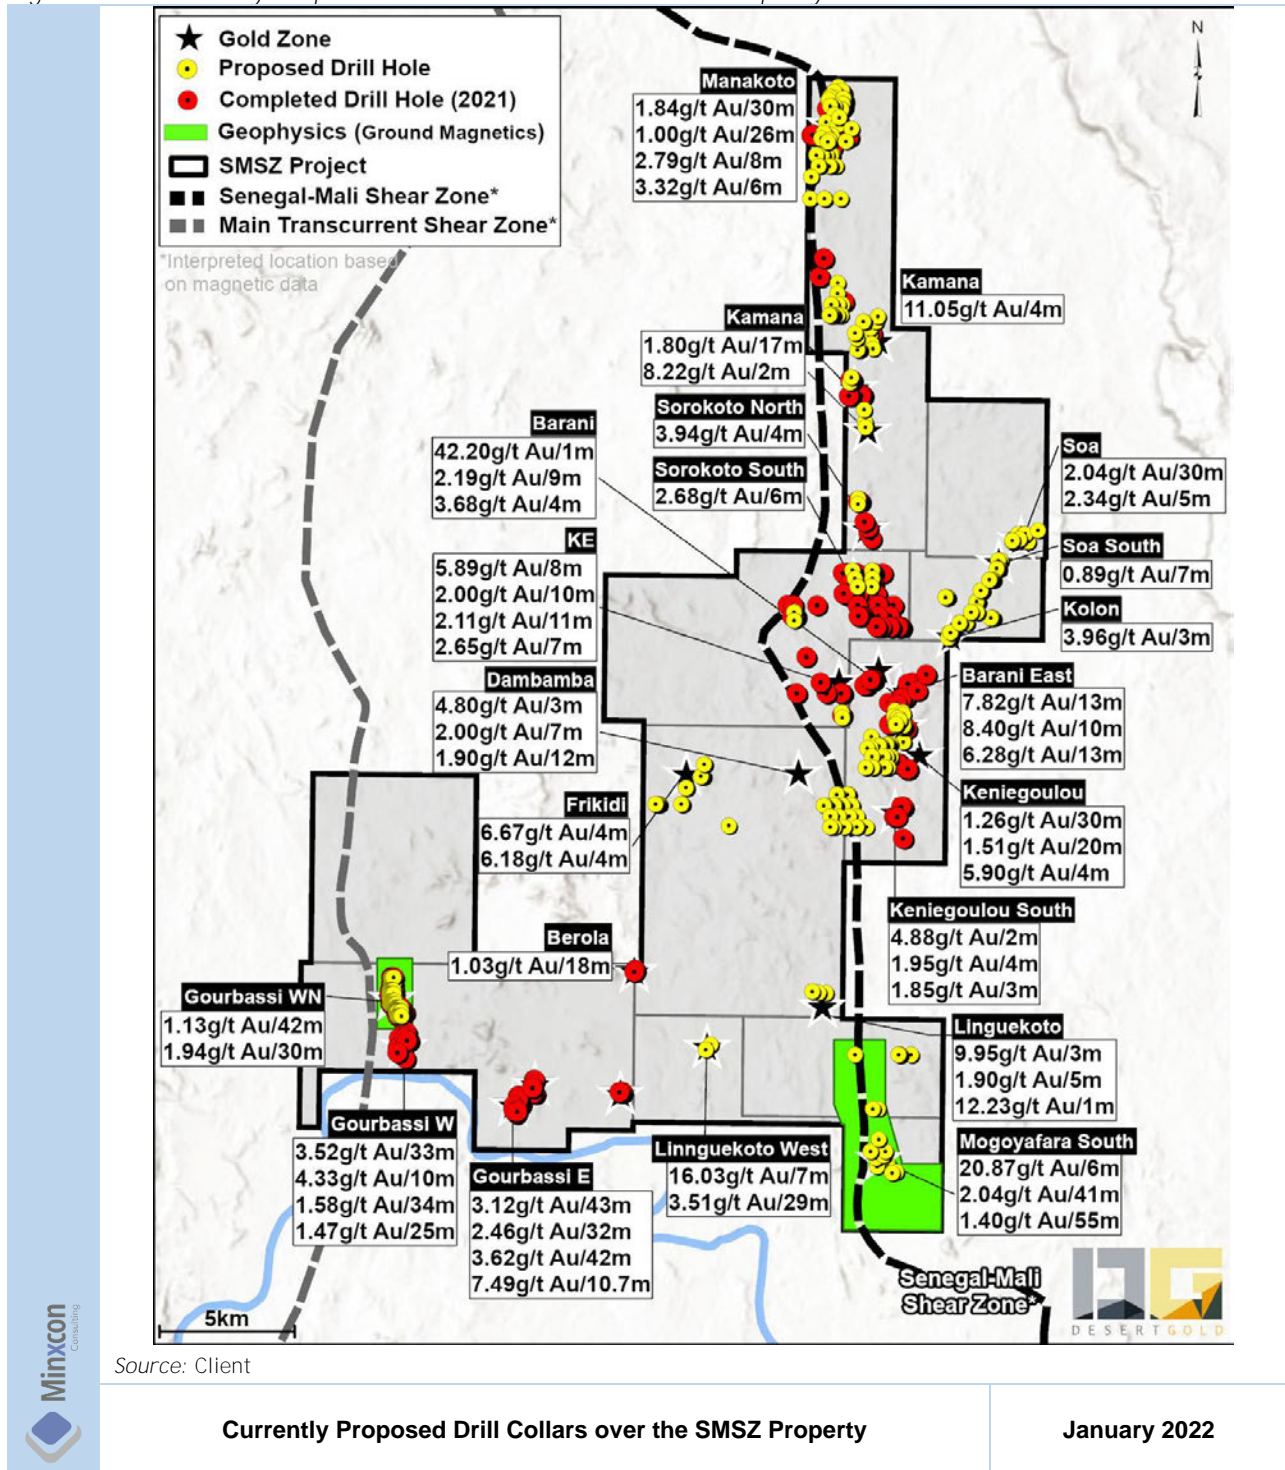 N
Gold Zone
Proposed Drill Hole
Completed Drill Hole (2021)
Geophysics (Ground Magnetics)
SMSZ Project
Senegal-Mali Shear Zone*
Main Transcurrent Shear Zone*
*Interpreted location based
on magnetic data
Manakoto
1.84g/t Au/30m
1.00g/t Au/26m
2.79g/t Au/8m
3.32g/t Au/6m
Kamana
11.05g/t Au/4m
Kamana
1.80g/t Au/17m
8.22g/t Au/2m
Sorokoto North
3.94g/t Au/4m
Sorokoto South
2.68g/t Au/6m
Barani
42.20g/t Au/1m
2.19g/t Au/9m
3.68g/t Au/4m
Soa
2.04g/t Au/30m
2.34g/t Au/5m
Soa South
0.89g/t Au/7m
Kolon
3.96g/t Au/3m
KE
5.89g/t Au/8m
2.00g/t Au/10m
2.11g/t Au/11m
2.65g/t Au/7m
Dambamba
4.80g/t Au/3m
2.00g/t Au/7m
1.90g/t Au/12m
Barani East
7.82g/t Au/13m
8.40g/t Au/10m
6.28g/t Au/13m
Frikidi
6.67g/t Au/4m
6.18g/t Au/4m
Keniegoulou
1.26g/t Au/30m
1.51g/t Au/20m
5.90g/t Au/4m
Keniegoulou South
4.88g/t Au/2m
1.95g/t Au/4m
1.85g/t Au/3m
Berola
1.03g/t Au/18m
Gourbassi WN
1.13g/t Au/42m
1.94g/t Au/30m
Linguekoto
9.95g/t Au/3m
1.90g/t Au/5m
12.23g/t Au/1m
Gourbassi W
3.52g/t Au/33m
4.33g/t Au/10m
1.58g/t Au/34m
1.47g/t Au/25m
Gourbassi E
3.12g/t Au/43m
2.46g/t Au/32m
3.62g/t Au/42m
7.49g/t Au/10.7m
Linnguekoto West
16.03g/t Au/7m
3.51g/t Au/29m
Mogoyafara South
20.87g/t Au/6m
2.04g/t Au/41m
1.40g/t Au/55m
Senegal-Mali
Shear Zone*
5km
DESERTGOLD
Minxcon
Consulting
Source: Client
Currently Proposed Drill Collars over the SMSZ Property
January 2022